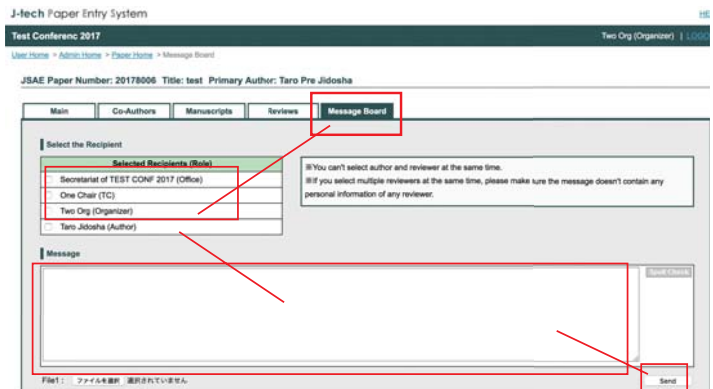 J-tech Paper Entry System
HE
Test Conferenc 2017
Two Org (Organizer) | LOGO
User Home > Admin Home > Paper Home > Message Board
JSAE Paper Number: 20178006 Title: test Primary Author: Taro Pre Jidosha
Main Co-Authors Manuscripts Reviews Message Board
Select the Recipient
Selected Recipients (Role)
Secretariat of TEST CONF 2017 (Office)
One Chair (TC)
Two Org (Organizer)
Taro Jidosha (Author)
※You can't select author and reviewer at the same time.
※If you select multiple reviewers at the same time, please make sure the message doesn't contain any
personal information of any reviewer.
Message
Spell Check
File1 : ファイルを選択 選択されていません
Send